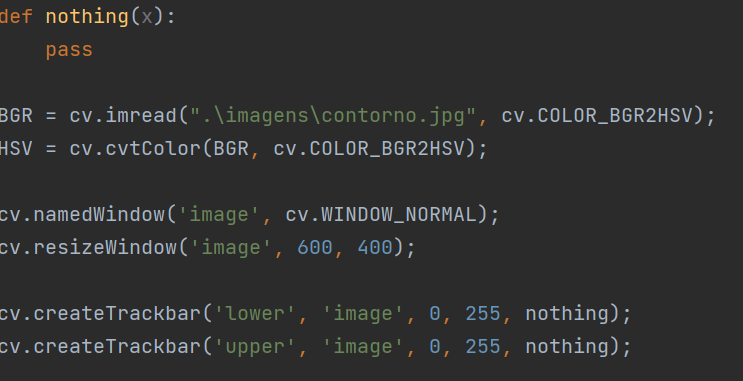 def nothing(x):
    pass
BGR = cv.imread(".\imagens\contorno.jpg", cv.COLOR_BGR2HSV);
HSV = cv.cvtColor(BGR, cv.COLOR_BGR2HSV);
cv.namedWindow('image', cv.WINDOW_NORMAL);
cv.resizeWindow('image', 600, 400);
cv.createTrackbar('lower', 'image', 0, 255, nothing);
cv.createTrackbar('upper', 'image', 0, 255, nothing);